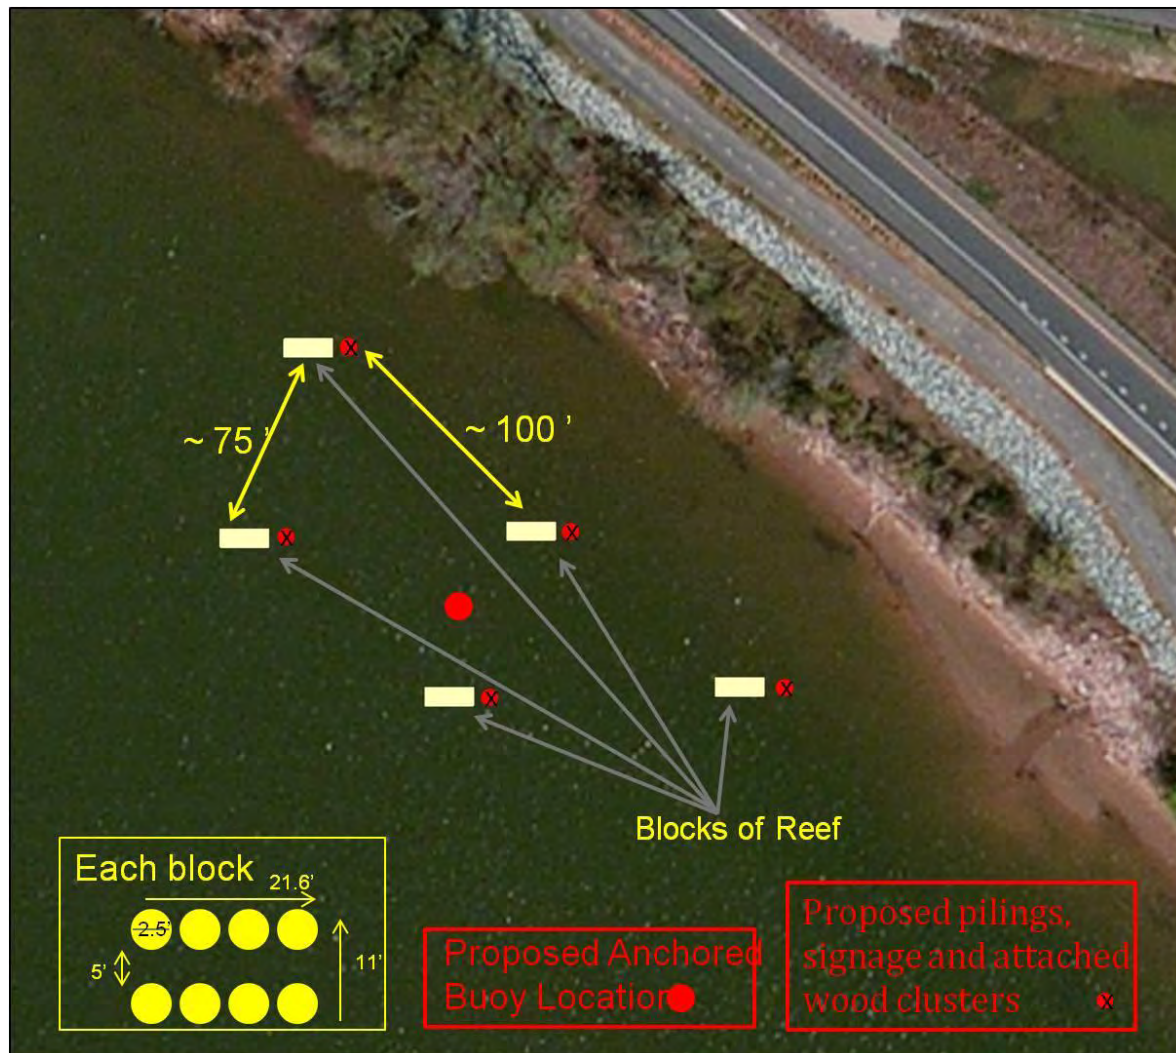 ~ 75 '
~ 100 '
X
X
X
X
X
Blocks of Reef
Each block
21.6'
2.5'
5'
11'
Proposed Anchored
Buoy Location
Proposed pilings,
signage and attached
wood clusters
X